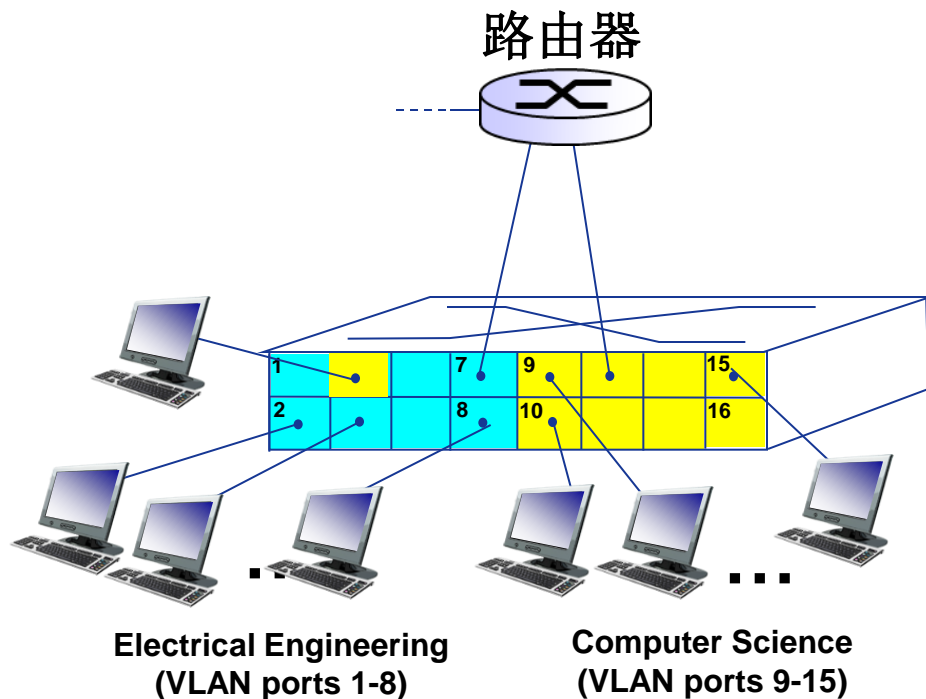 路由器
1 7 9 15
2 8 10 16
...
...
Electrical Engineering
(VLAN ports 1-8)
Computer Science
(VLAN ports 9-15)